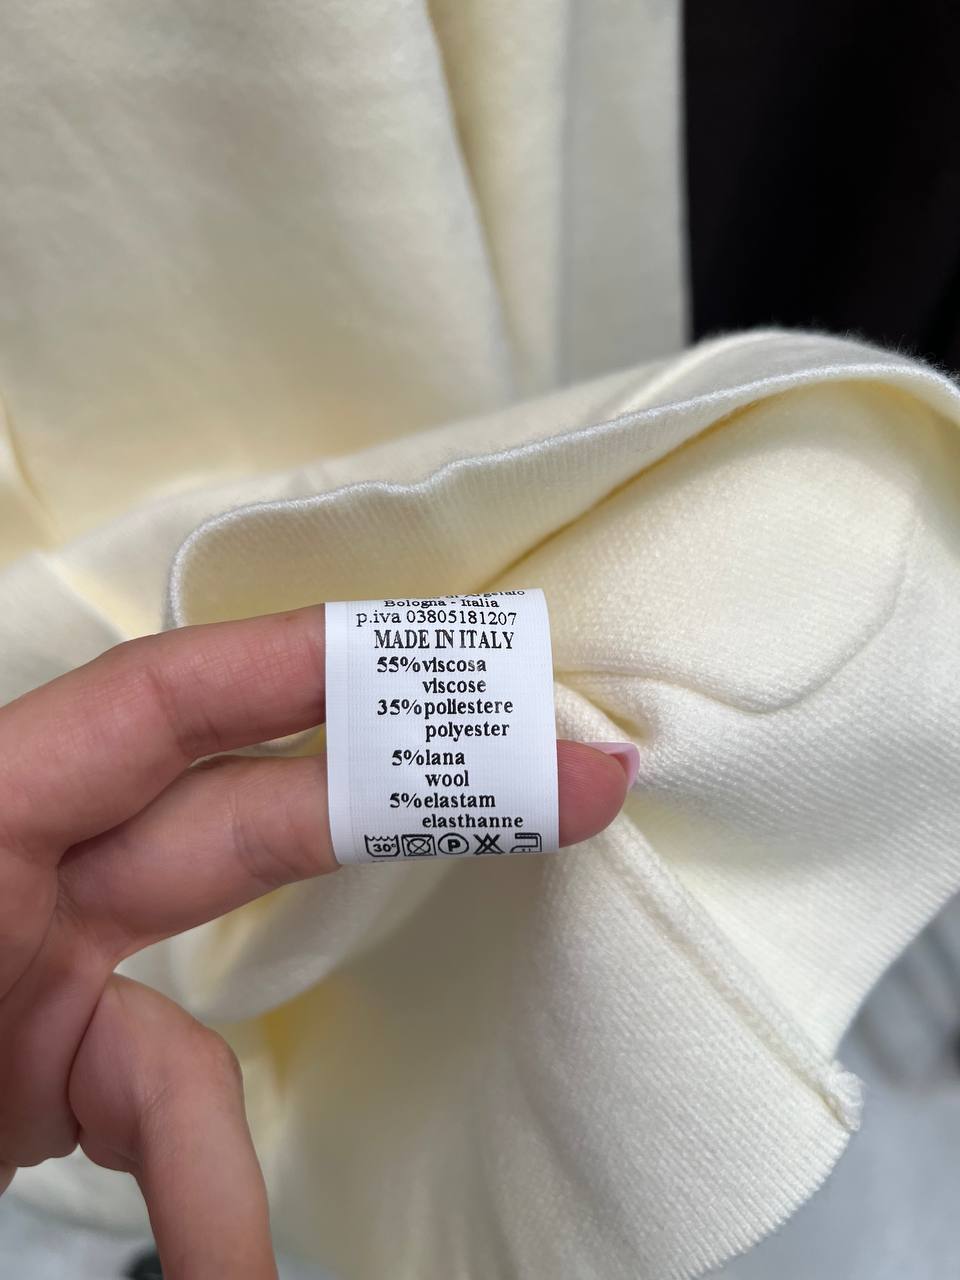 Bologna - Italia
p.iva 03805181207
MADE IN ITALY
55% viscosa
viscose
35% poliestere
polyester
5% lana
wool
5% elastam
elasthanne
30° P